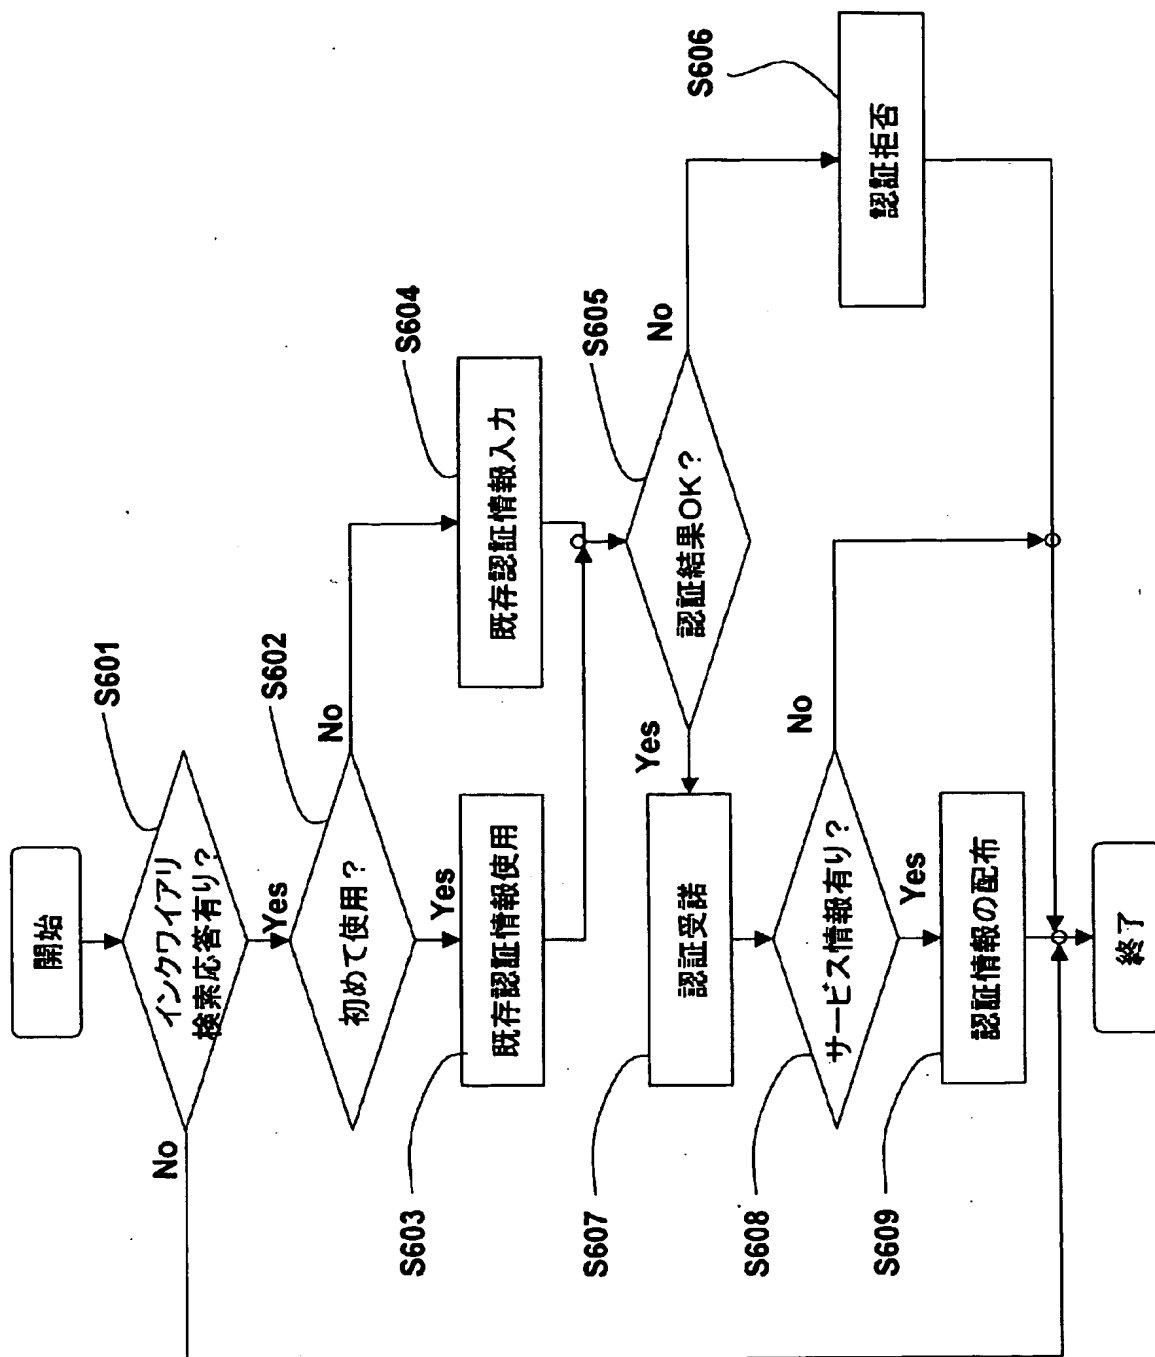 開始
S601
インクワイアリ
検索応答有り?
No
Yes
S602
初めて使用?
No
Yes
S603
既存認証情報使用
S604
既存認証情報入力
S605
認証結果OK?
No
Yes
S606
認証拒否
S607
認証受諾
S608
サービス情報有り?
No
Yes
S609
認証情報の配布
終了